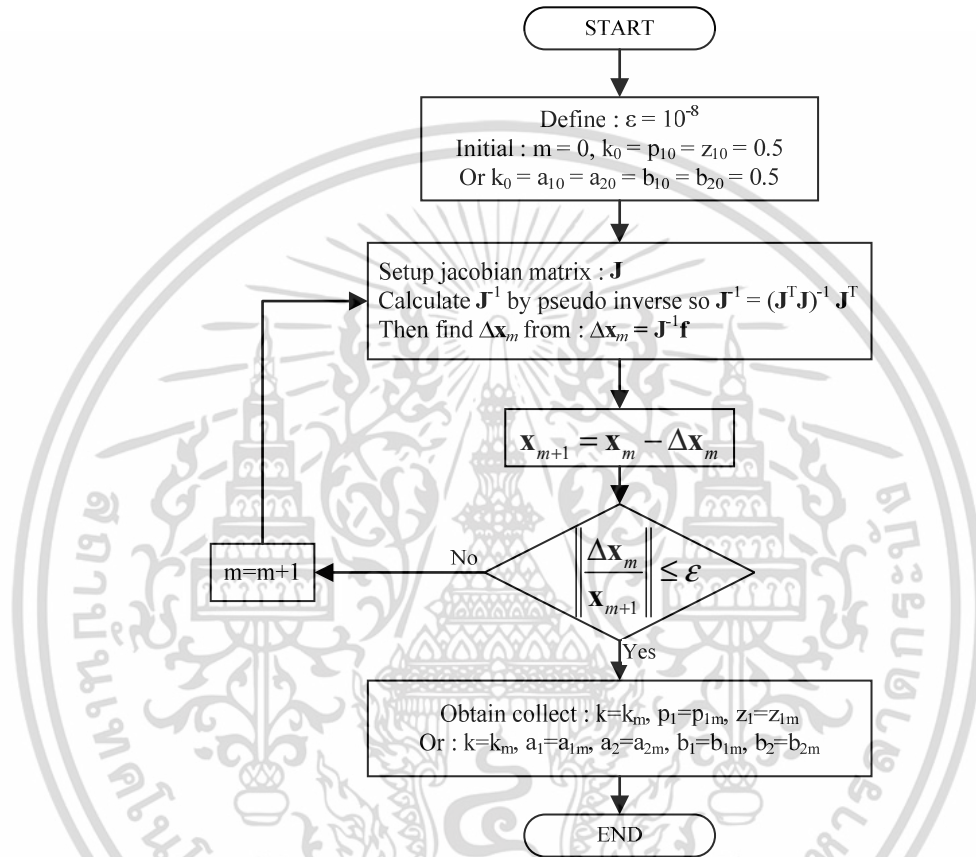 START
Define : ε = 10⁻⁸
Initial : m = 0, k₀ = p₁₀ = z₁₀ = 0.5
Or k₀ = a₁₀ = a₂₀ = b₁₀ = b₂₀ = 0.5
Setup jacobian matrix : J
Calculate J⁻¹ by pseudo inverse so J⁻¹ = (JᵀJ)⁻¹ Jᵀ
Then find Δxₘ from : Δxₘ = J⁻¹f
xₘ₊₁ = xₘ − Δxₘ
‖Δxₘ / xₘ₊₁‖ ≤ ε
No
m=m+1
Yes
Obtain collect : k=kₘ, p₁=p₁ₘ, z₁=z₁ₘ
Or : k=kₘ, a₁=a₁ₘ, a₂=a₂ₘ, b₁=b₁ₘ, b₂=b₂ₘ
END